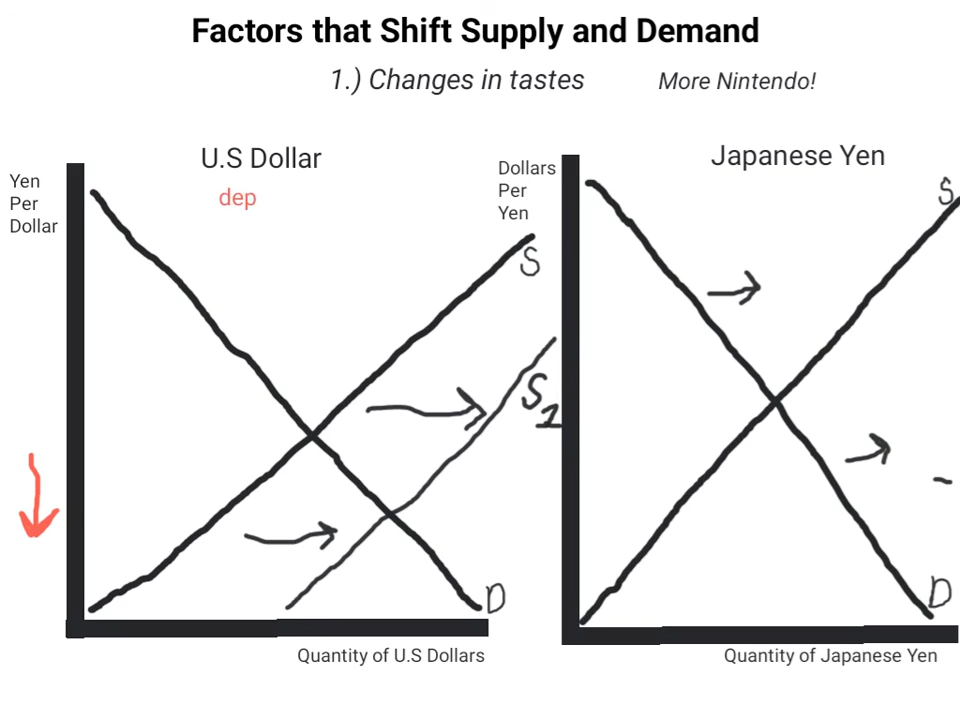 Factors that Shift Supply and Demand
1.) Changes in tastes
More Nintendo!
U.S Dollar
dep
Yen
Per
Dollar
S
S1
D
Quantity of U.S Dollars
Japanese Yen
Dollars
Per
Yen
S
D
Quantity of Japanese Yen